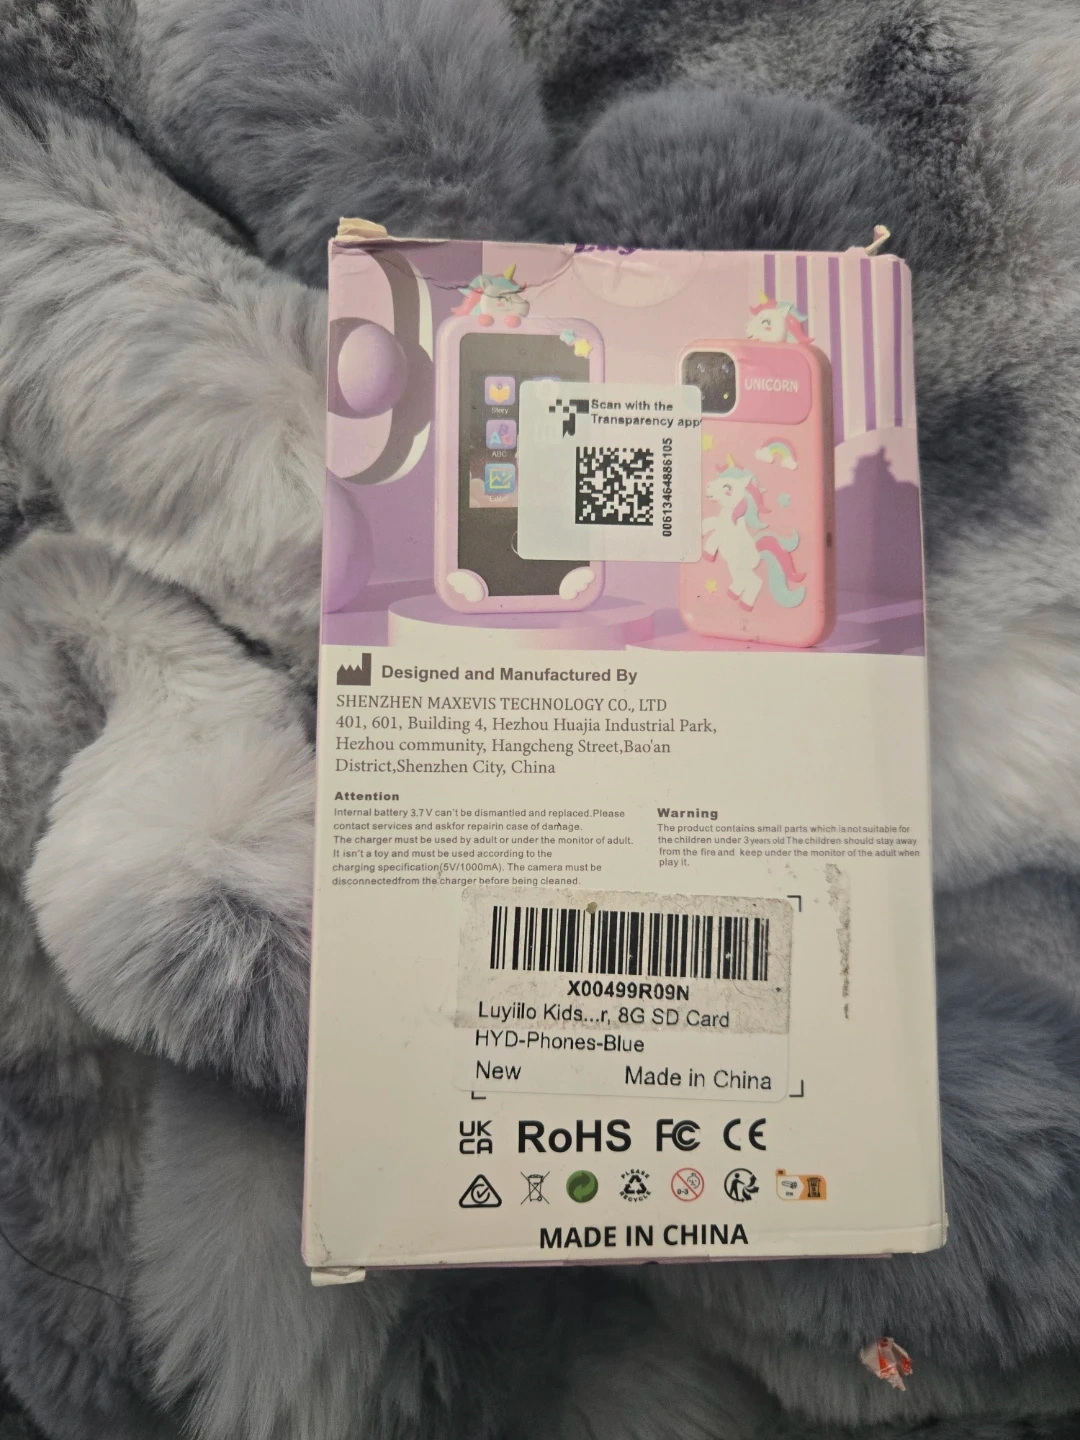 UNICORN
Story
ABC
Scan with the
Transparency app
00613464886105
Designed and Manufactured By
SHENZHEN MAXEVIS TECHNOLOGY CO., LTD
401, 601, Building 4, Hezhou Huajia Industrial Park,
Hezhou community, Hangcheng Street,Bao'an
District,Shenzhen City, China
Attention
Internal battery 3.7V can't be dismantled and replaced.Please
contact services and askfor repairin case of damage.
The charger must be used by adult or under the monitor of adult.
It isn't a toy and must be used according to the
charging specification(5V/1000mA). The camera must be
disconnectedfrom the charger before being cleaned.
Warning
The product contains small parts which isnotsuitable for
the children under 3years old The children should stay away
from the fire and keep under the monitor of the adult when
play it.
X00499R09N
Luyiilo Kids...r, 8G SD Card
HYD-Phones-Blue
New Made in China
UK
CA RoHS FC CE
PLEASE
RECYCLE
0-3
MADE IN CHINA